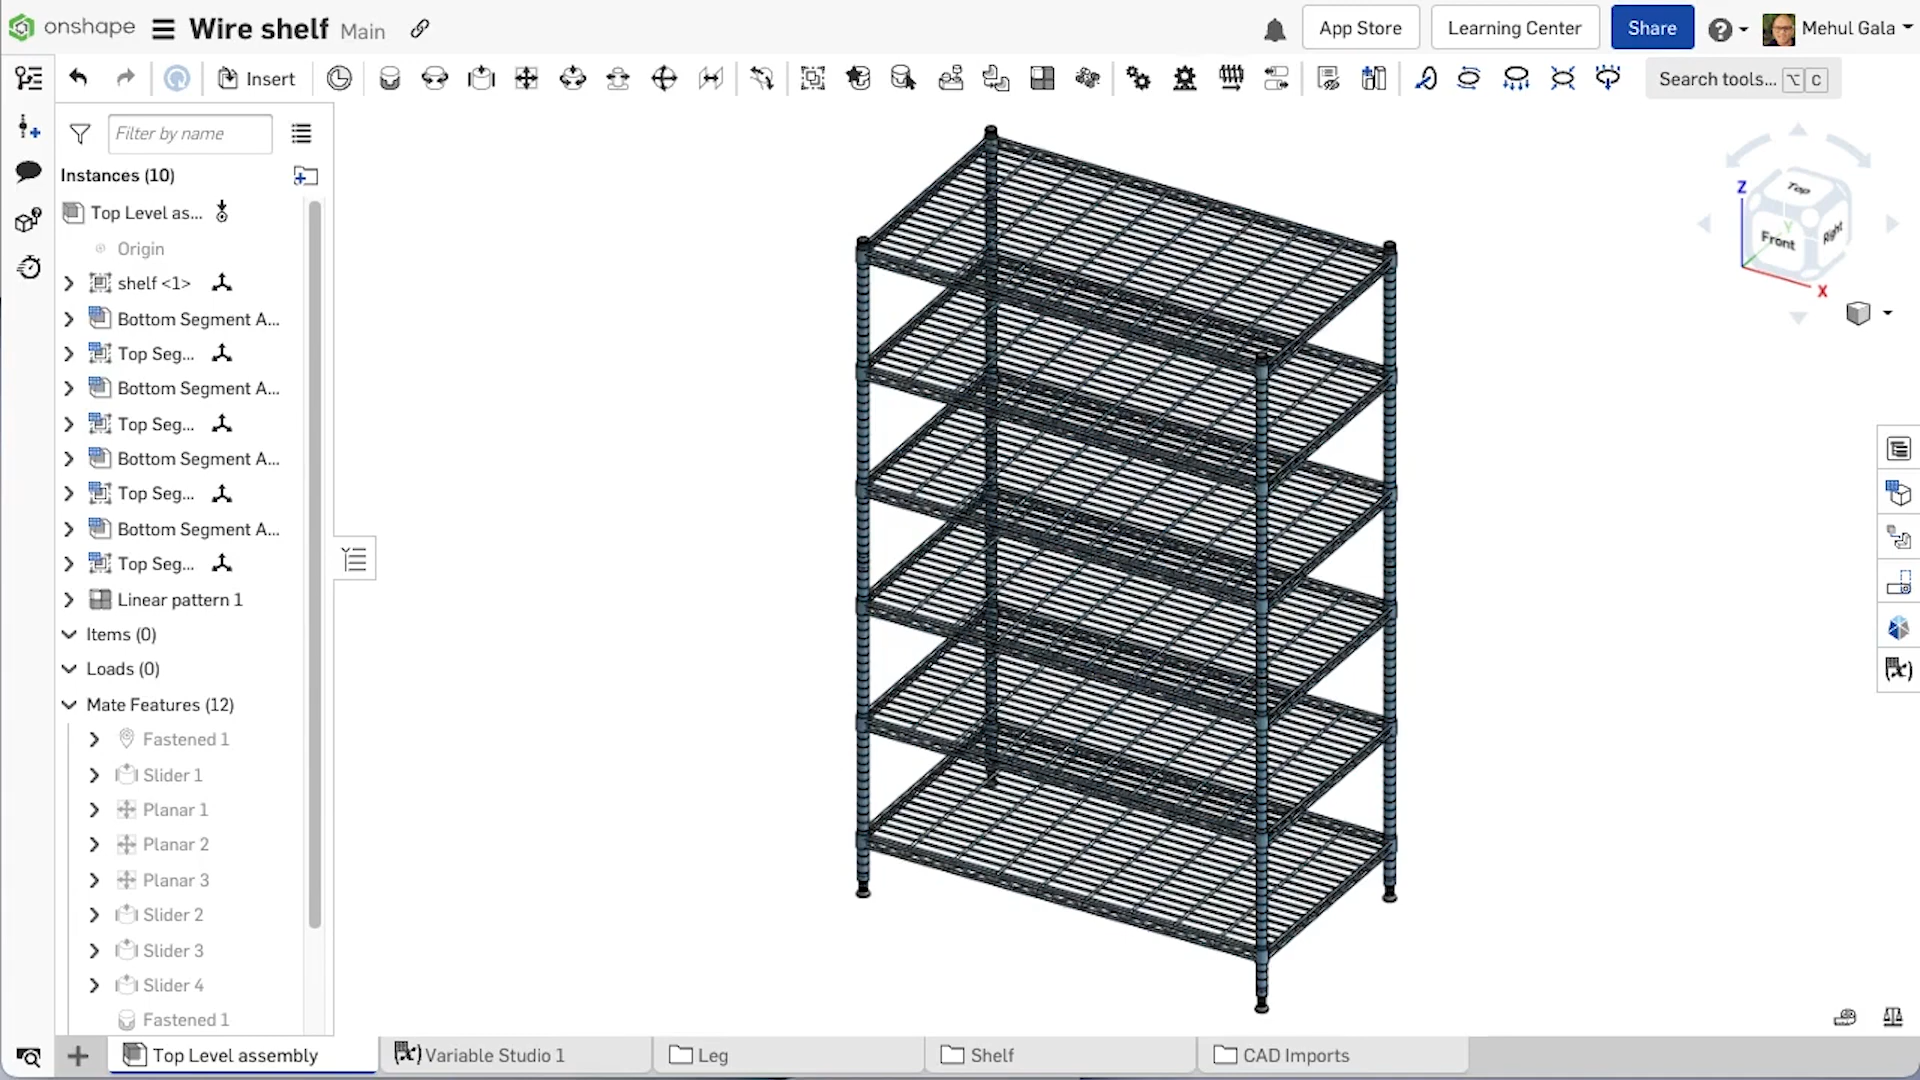 onshape Wire shelf Main App Store Learning Center Share Mehul Gala
Insert Search tools... ⌥ C
Filter by name
Instances (10)
Top Level as...
Origin
shelf <1>
Bottom Segment A...
Top Seg...
Bottom Segment A...
Top Seg...
Bottom Segment A...
Top Seg...
Bottom Segment A...
Top Seg...
Linear pattern 1
Items (0)
Loads (0)
Mate Features (12)
Fastened 1
Slider 1
Planar 1
Planar 2
Planar 3
Slider 2
Slider 3
Slider 4
Fastened 1
Z
Top
Y
Front
Right
X
Top Level assembly Variable Studio 1 Leg Shelf CAD Imports